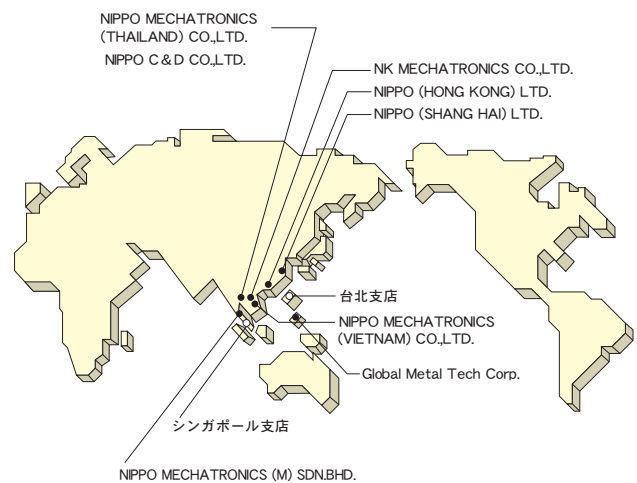 NIPPO MECHATRONICS
(THAILAND) CO.,LTD.
NIPPO C&D CO.,LTD.
NK MECHATRONICS CO.,LTD.
NIPPO (HONG KONG) LTD.
NIPPO (SHANG HAI) LTD.
台北支店
NIPPO MECHATRONICS
(VIETNAM) CO.,LTD.
Global Metal Tech Corp.
シンガポール支店
NIPPO MECHATRONICS (M) SDN.BHD.